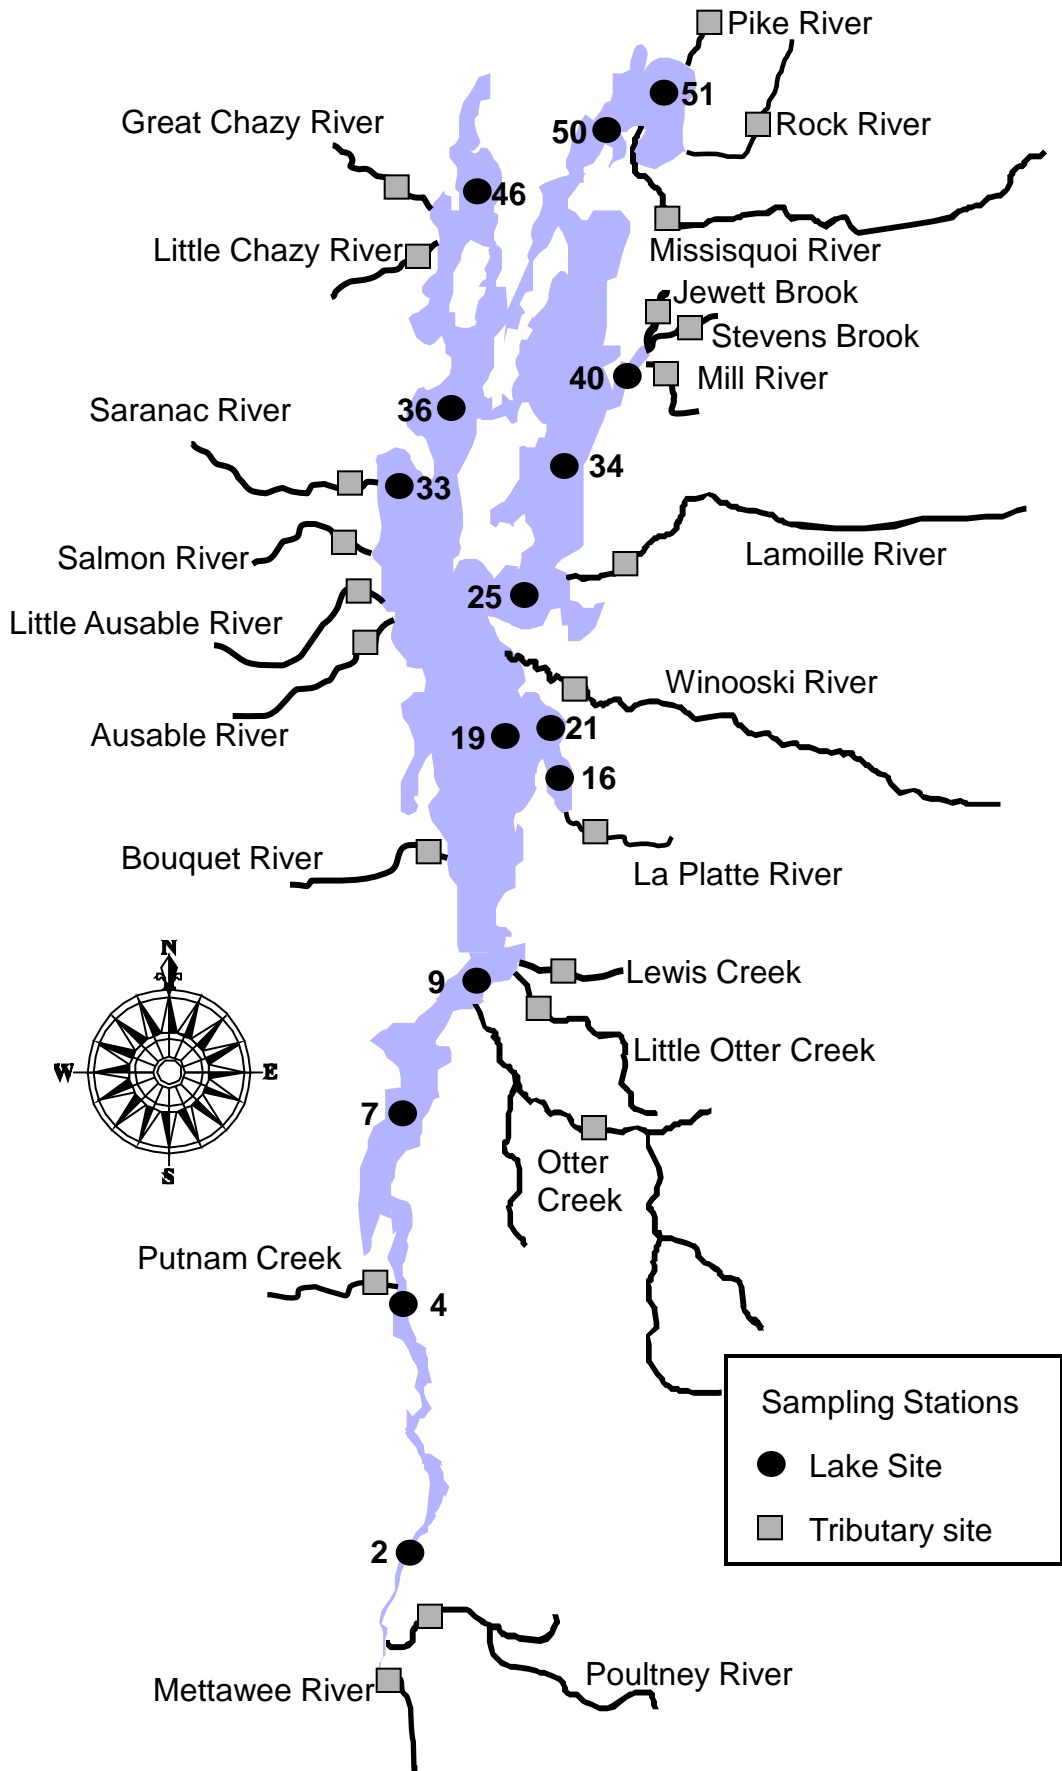 Pike River
51
Great Chazy River
50
Rock River
46
Little Chazy River
Missisquoi River
Jewett Brook
Stevens Brook
40
Mill River
36
Saranac River
34
33
Salmon River
Lamoille River
25
Little Ausable River
Winooski River
Ausable River
19
21
16
Bouquet River
La Platte River
N
9
Lewis Creek
Little Otter Creek
W
E
7
Otter
Creek
S
Putnam Creek
4
Sampling Stations
Lake Site
Tributary site
2
Poultney River
Mettawee River